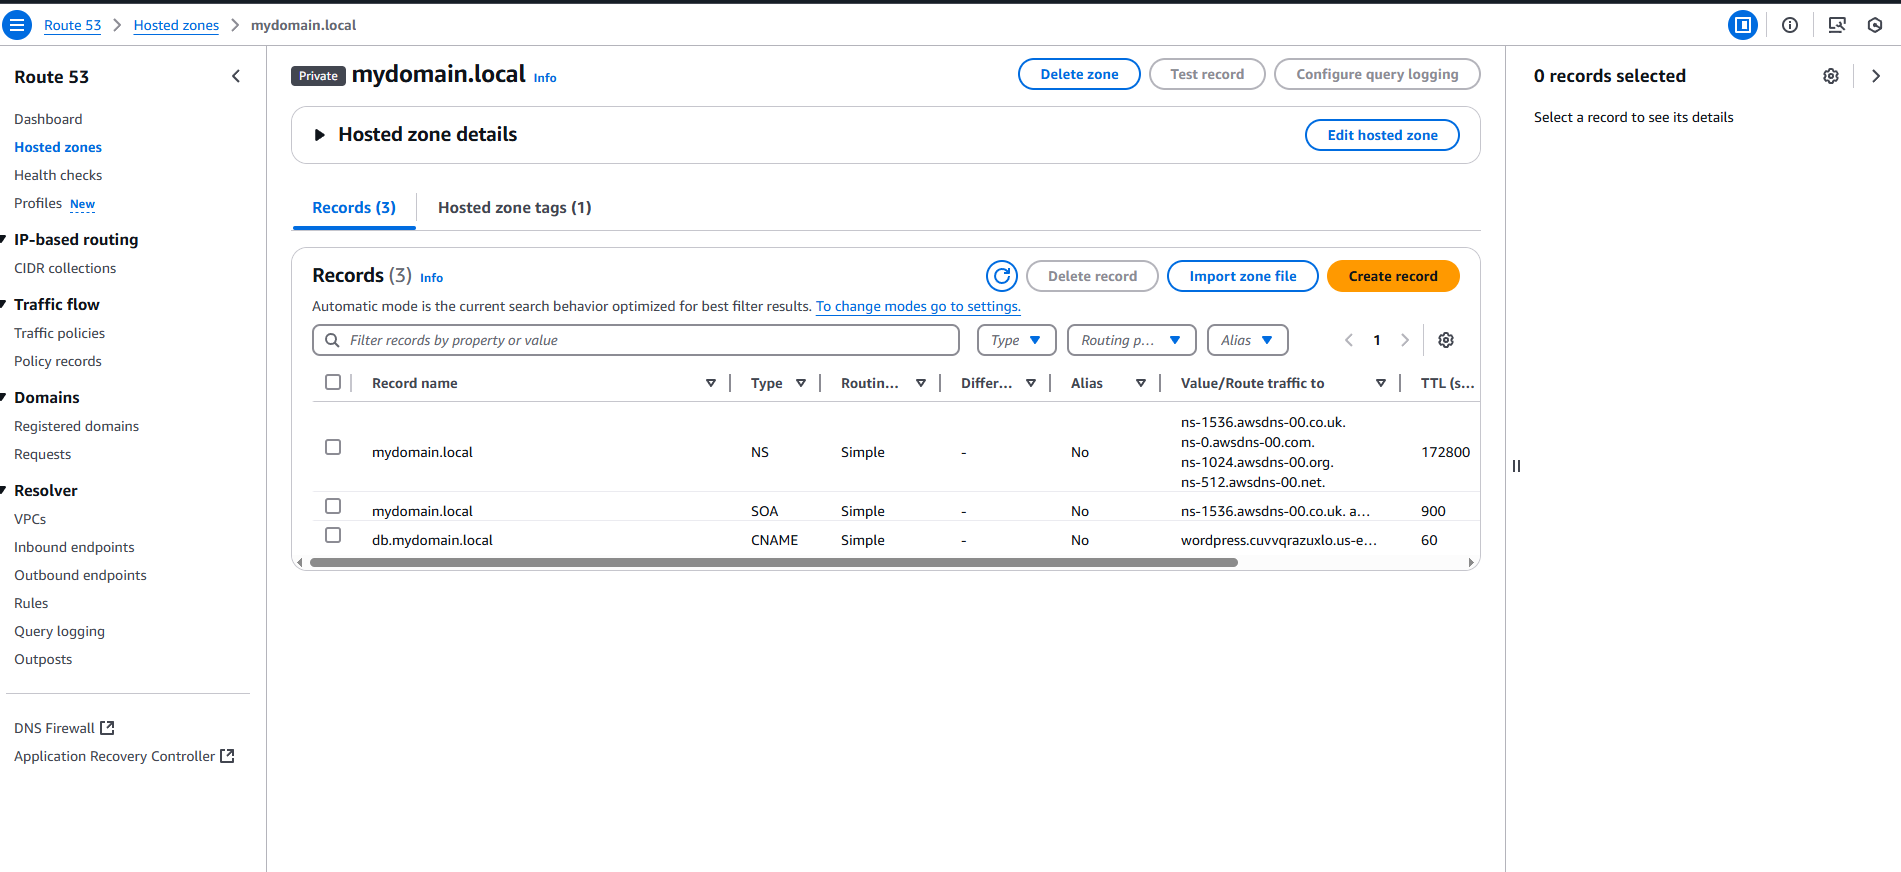 Route 53 > Hosted zones > mydomain.local
Route 53
Dashboard
Hosted zones
Health checks
Profiles New
IP-based routing
CIDR collections
Traffic flow
Traffic policies
Policy records
Domains
Registered domains
Requests
Resolver
VPCs
Inbound endpoints
Outbound endpoints
Rules
Query logging
Outposts
DNS Firewall
Application Recovery Controller
Private mydomain.local Info
Delete zone Test record Configure query logging
Hosted zone details Edit hosted zone
Records (3) Hosted zone tags (1)
Records (3) Info Delete record Import zone file Create record
Automatic mode is the current search behavior optimized for best filter results. To change modes go to settings.
Filter records by property or value Type Routing p... Alias 1
Record name Type Routin... Differ... Alias Value/Route traffic to TTL (s...
ns-1536.awsdns-00.co.uk.
ns-0.awsdns-00.com.
mydomain.local NS Simple - No 172800
ns-1024.awsdns-00.org.
ns-512.awsdns-00.net.
mydomain.local SOA Simple - No ns-1536.awsdns-00.co.uk. a... 900
db.mydomain.local CNAME Simple - No wordpress.cuvvqrazuxlo.us-e... 60
0 records selected
Select a record to see its details